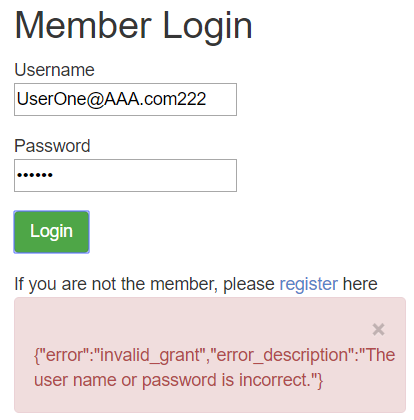 Member Login
Username
UserOne@AAA.com222
Password
••••••
Login
If you are not the member, please register here
×
{"error":"invalid_grant","error_description":"The
user name or password is incorrect."}